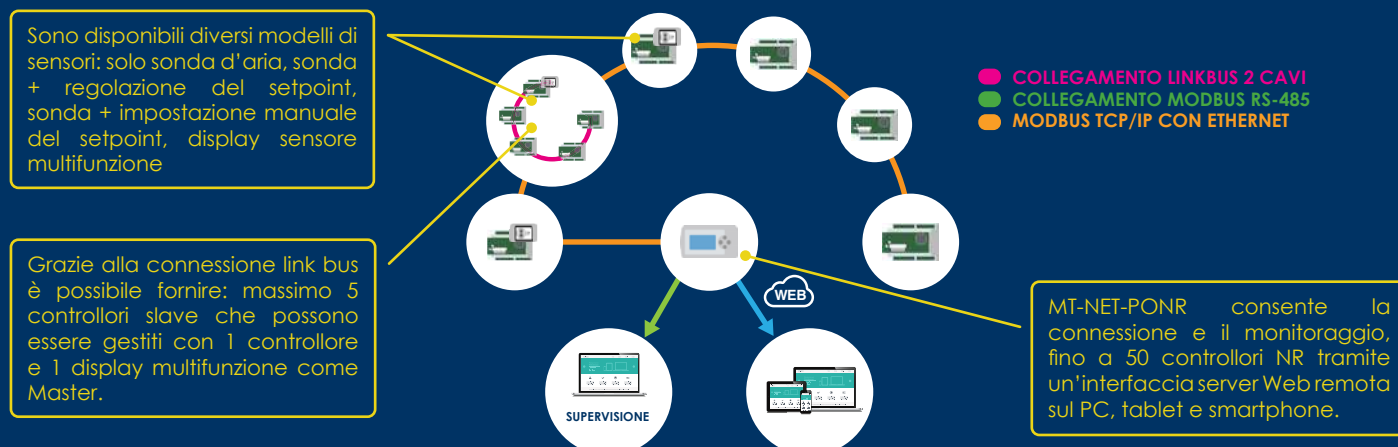 Sono disponibili diversi modelli di
sensori: solo sonda d'aria, sonda
+ regolazione del setpoint,
sonda + impostazione manuale
del setpoint, display sensore
multifunzione
Grazie alla connessione link bus
è possibile fornire: massimo 5
controllori slave che possono
essere gestiti con 1 controllore
e 1 display multifunzione come
Master.
COLLEGAMENTO LINKBUS 2 CAVI
COLLEGAMENTO MODBUS RS-485
MODBUS TCP/IP CON ETHERNET
WEB
SUPERVISIONE
MT-NET-PONR consente la
connessione e il monitoraggio,
fino a 50 controllori NR tramite
un'interfaccia server Web remota
sul PC, tablet e smartphone.